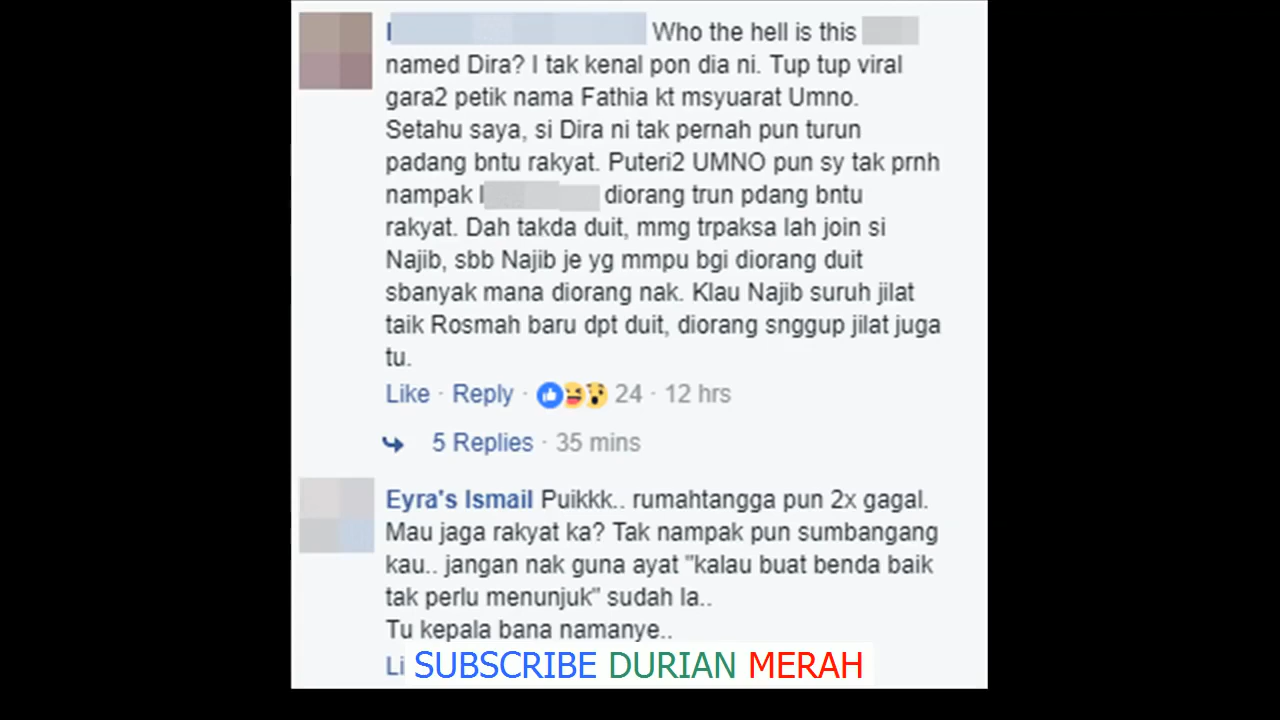 Who the hell is this
named Dira? I tak kenal pon dia ni. Tup tup viral
gara2 petik nama Fathia kt msyuarat Umno.
Setahu saya, si Dira ni tak pernah pun turun
padang bntu rakyat. Puteri2 UMNO pun sy tak prnh
nampak diorang trun pdang bntu
rakyat. Dah takda duit, mmg trpaksa lah join si
Najib, sbb Najib je yg mmpu bgi diorang duit
sbanyak mana diorang nak. Klau Najib suruh jilat
taik Rosmah baru dpt duit, diorang snggup jilat juga
tu.
Like · Reply · 24 · 12 hrs
5 Replies · 35 mins
Eyra's Ismail Puikkk.. rumahtangga pun 2x gagal.
Mau jaga rakyat ka? Tak nampak pun sumbangang
kau.. jangan nak guna ayat "kalau buat benda baik
tak perlu menunjuk" sudah la..
Tu kepala bana namanye..
Li SUBSCRIBE DURIAN MERAH